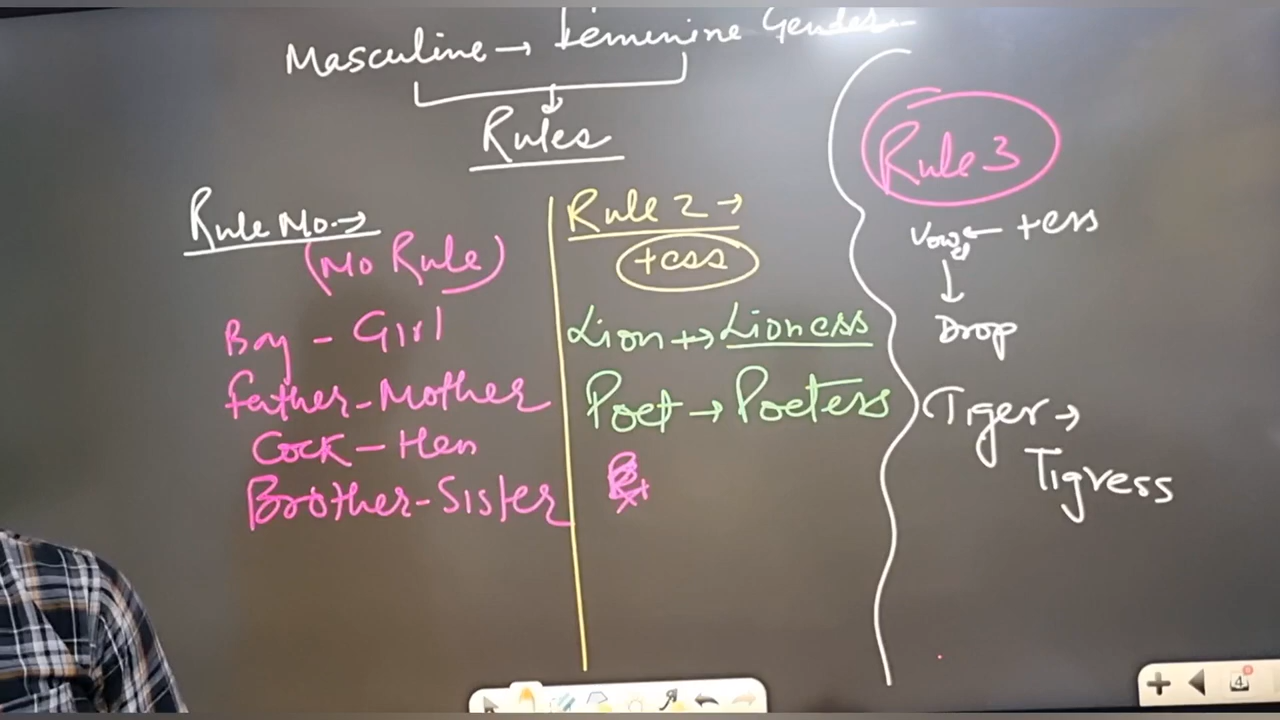 Masculine → Feminine Gender
Rules
Rule No. →
(No Rule)
Boy - Girl
Father - Mother
Cock - Hen
Brother - Sister
Rule 2 →
+ess
Lion → Lioness
Poet → Poetess
Rule 3
Vowel ← +ess
↓
Drop
Tiger →
Tigress
4